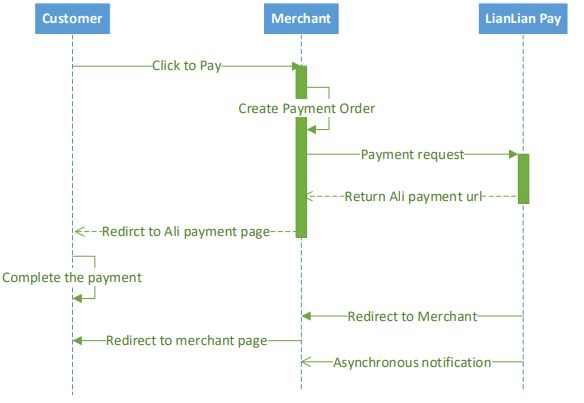 Customer
Merchant
LianLian Pay
Click to Pay
Create Payment Order
Payment request
Return Ali payment url
Redirct to Ali payment page
Complete the payment
Redirect to Merchant
Redirect to merchant page
Asynchronous notification